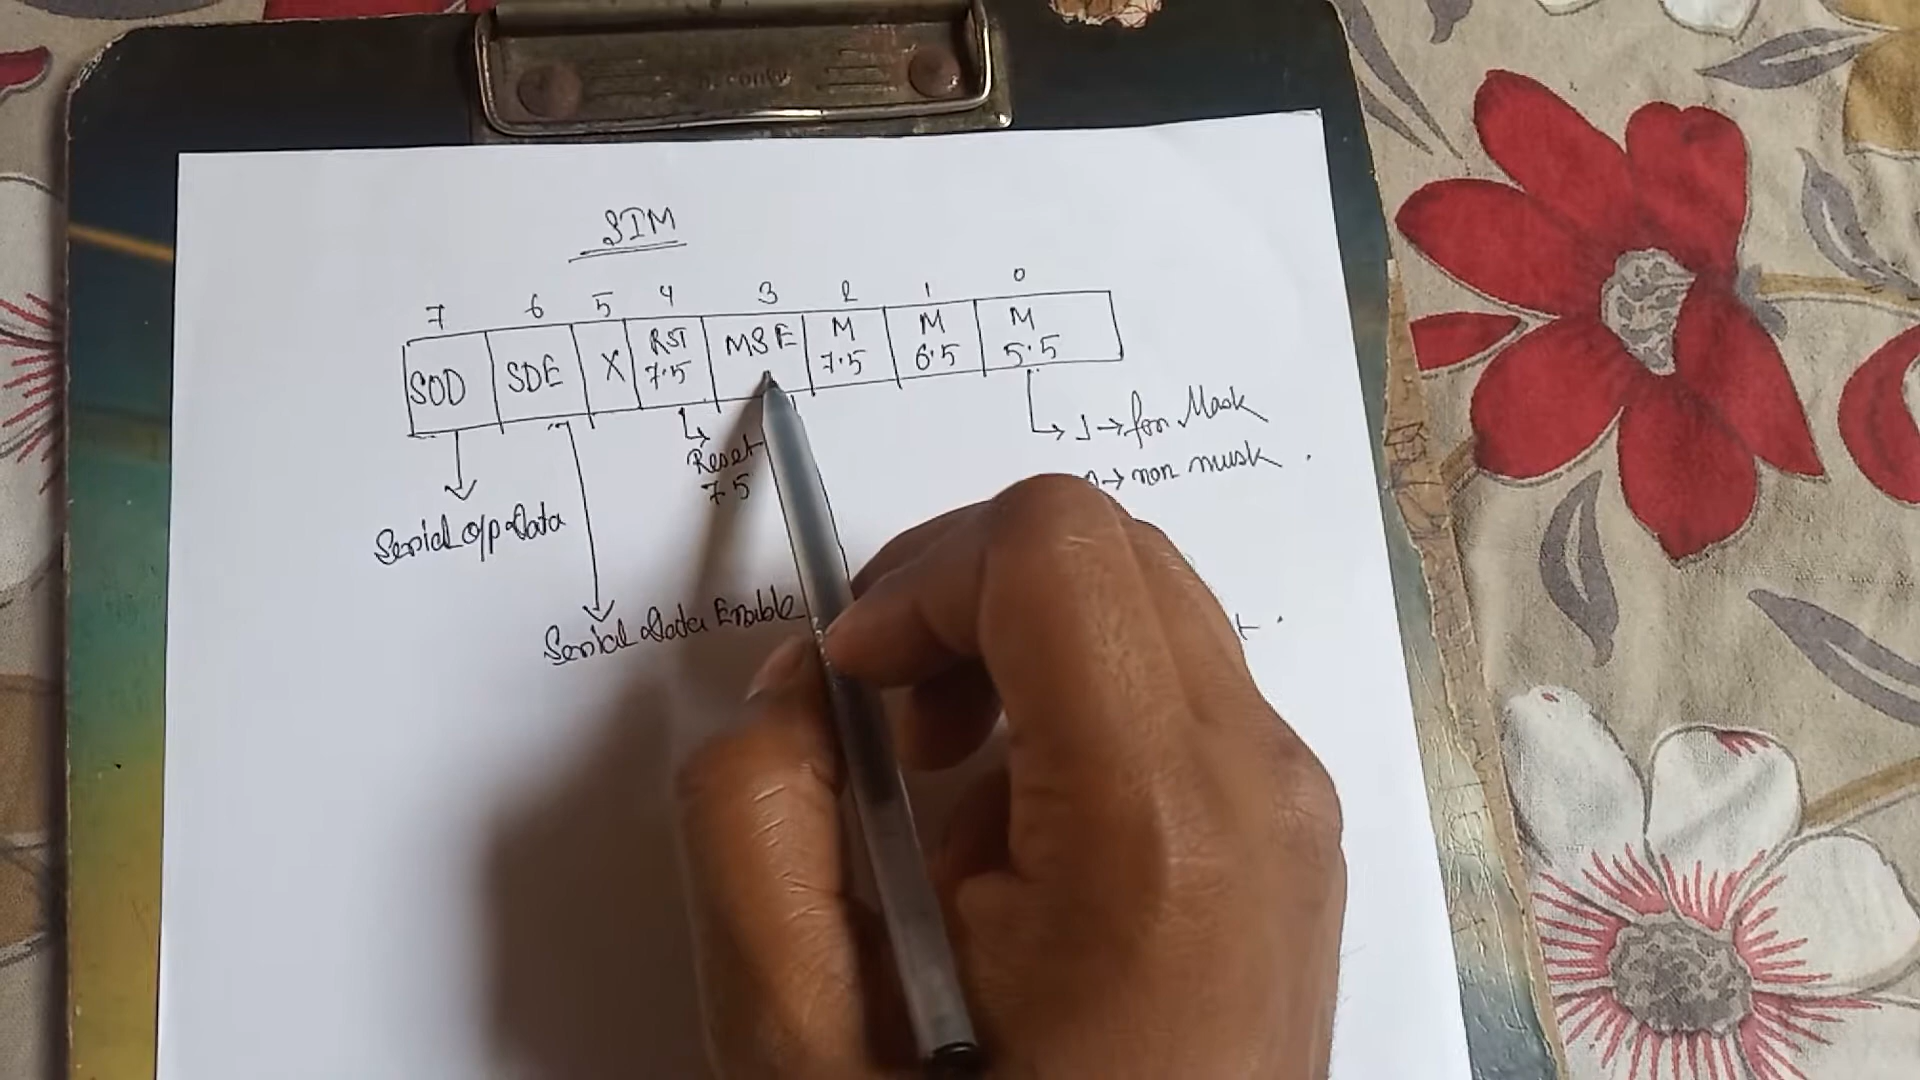 SIM
7 6 5 4 3 2 1 0
SOD SDE X RST 7.5 MSE M 7.5 M 6.5 M 5.5
1 → for Mask
→ non musk .
Reset
7 5
Serial o/p Data
Serial Data Enable